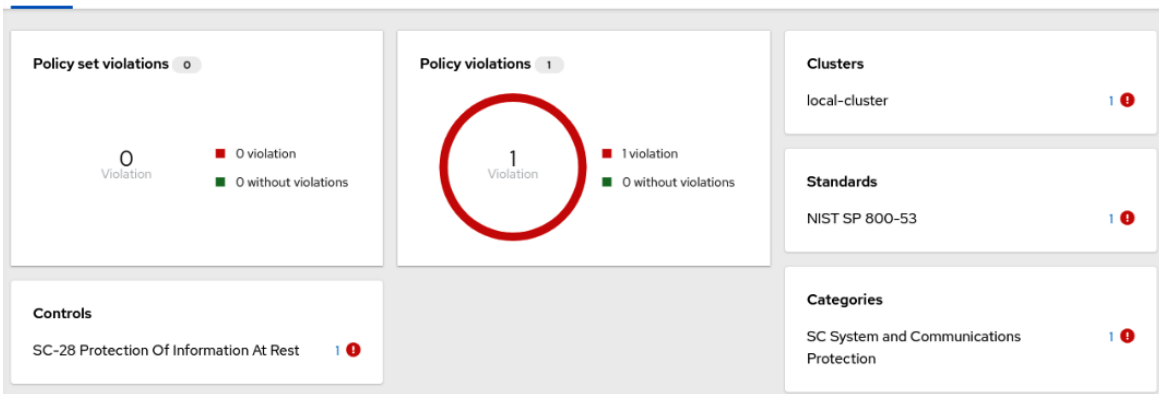 Policy set violations 0
0
Violation
0 violation
0 without violations
Policy violations 1
1
Violation
1 violation
0 without violations
Clusters
local-cluster 1
Standards
NIST SP 800-53 1
Controls
SC-28 Protection Of Information At Rest 1
Categories
SC System and Communications 1
Protection